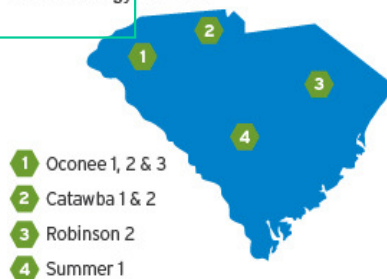 1
2
3
4
1 Oconee 1, 2 & 3
2 Catawba 1 & 2
3 Robinson 2
4 Summer 1